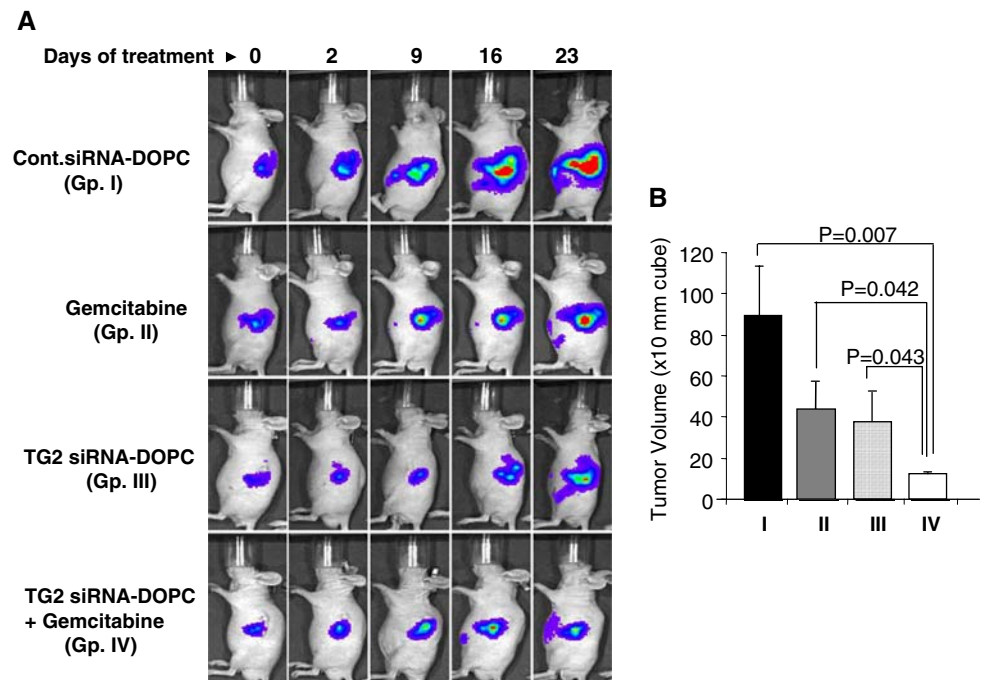 A
Days of treatment ► 0 2 9 16 23
Cont.siRNA-DOPC
(Gp. I)
Gemcitabine
(Gp. II)
TG2 siRNA-DOPC
(Gp. III)
TG2 siRNA-DOPC
+ Gemcitabine
(Gp. IV)
B
Tumor Volume (x10 mm cube)
120
100
80
60
40
20
0
P=0.007
P=0.042
P=0.043
I II III IV